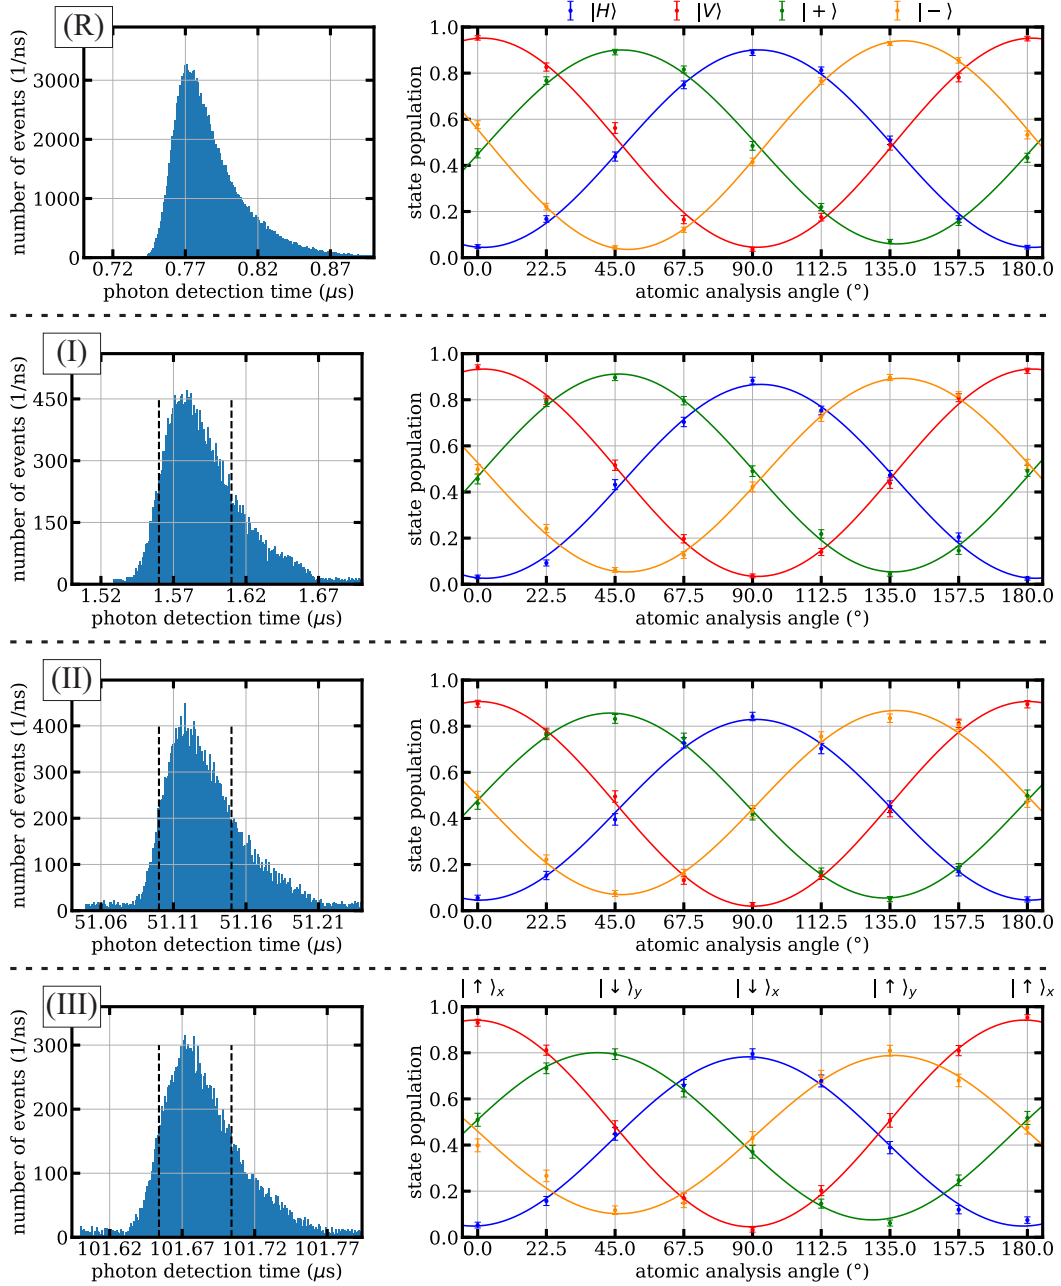 |H⟩ |V⟩ |+⟩ |−⟩
(R)
number of events (1/ns)
3000
2000
1000
0
0.72 0.77 0.82 0.87
photon detection time (μs)
state population
1.0
0.8
0.6
0.4
0.2
0.0
0.0 22.5 45.0 67.5 90.0 112.5 135.0 157.5 180.0
atomic analysis angle (°)
(I)
number of events (1/ns)
450
300
150
0
1.52 1.57 1.62 1.67
photon detection time (μs)
state population
1.0
0.8
0.6
0.4
0.2
0.0
0.0 22.5 45.0 67.5 90.0 112.5 135.0 157.5 180.0
atomic analysis angle (°)
(II)
number of events (1/ns)
400
300
200
100
0
51.06 51.11 51.16 51.21
photon detection time (μs)
state population
1.0
0.8
0.6
0.4
0.2
0.0
0.0 22.5 45.0 67.5 90.0 112.5 135.0 157.5 180.0
atomic analysis angle (°)
(III)
number of events (1/ns)
300
200
100
0
101.62 101.67 101.72 101.77
photon detection time (μs)
|↑⟩x |↓⟩y |↓⟩x |↑⟩y |↑⟩x
state population
1.0
0.8
0.6
0.4
0.2
0.0
0.0 22.5 45.0 67.5 90.0 112.5 135.0 157.5 180.0
atomic analysis angle (°)